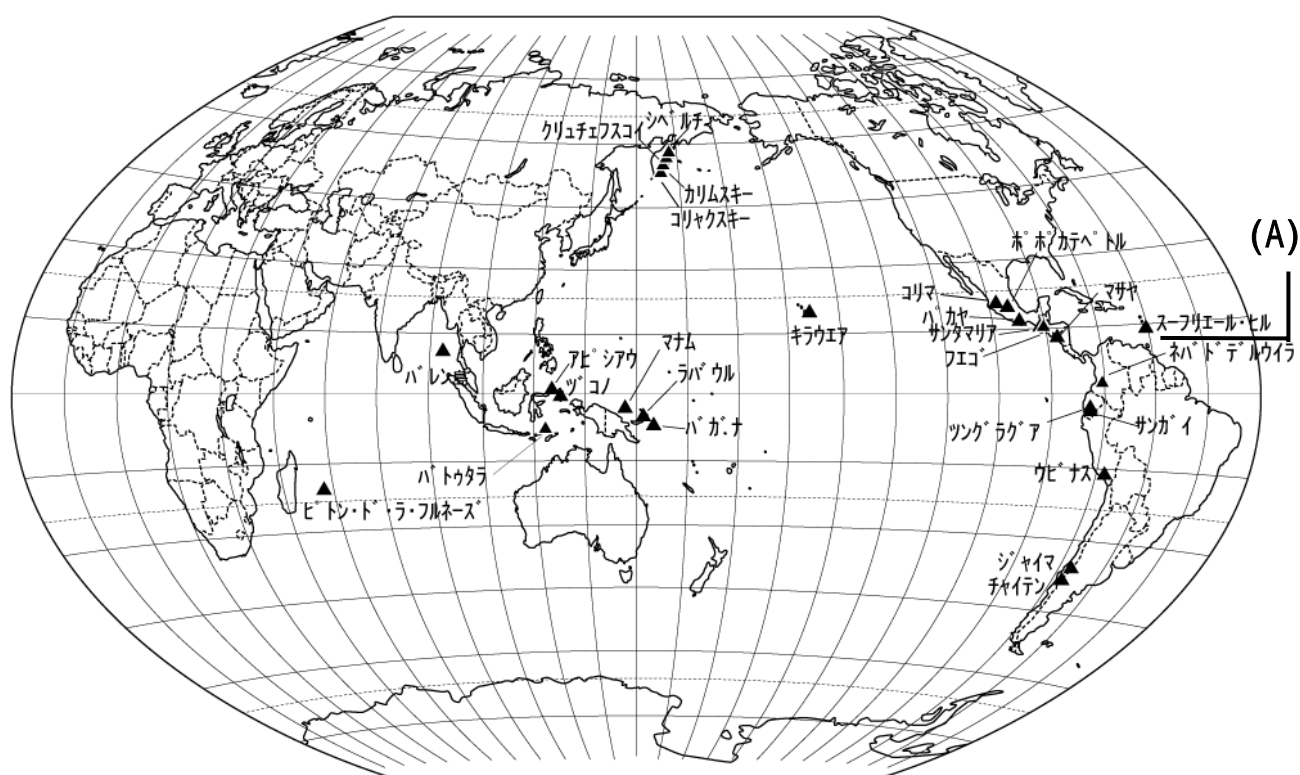 シベルチ
クリュチェフスコイ
カリムスキー
コリャクスキー
(A)
ポポカテペトル
コリマ
マサヤ
パカヤ
サンタマリア
スーフリエール・ヒル
キラウエア
フエゴ
ネバドデルウイラ
マナム
アピシアウ
・ラバウル
バレン
ヅコノ
ツングラグア
サンガイ
バガナ
バトゥタラ
ウビナス
ピトン・ド・ラ・フルネーズ
ジャイマ
チャイテン